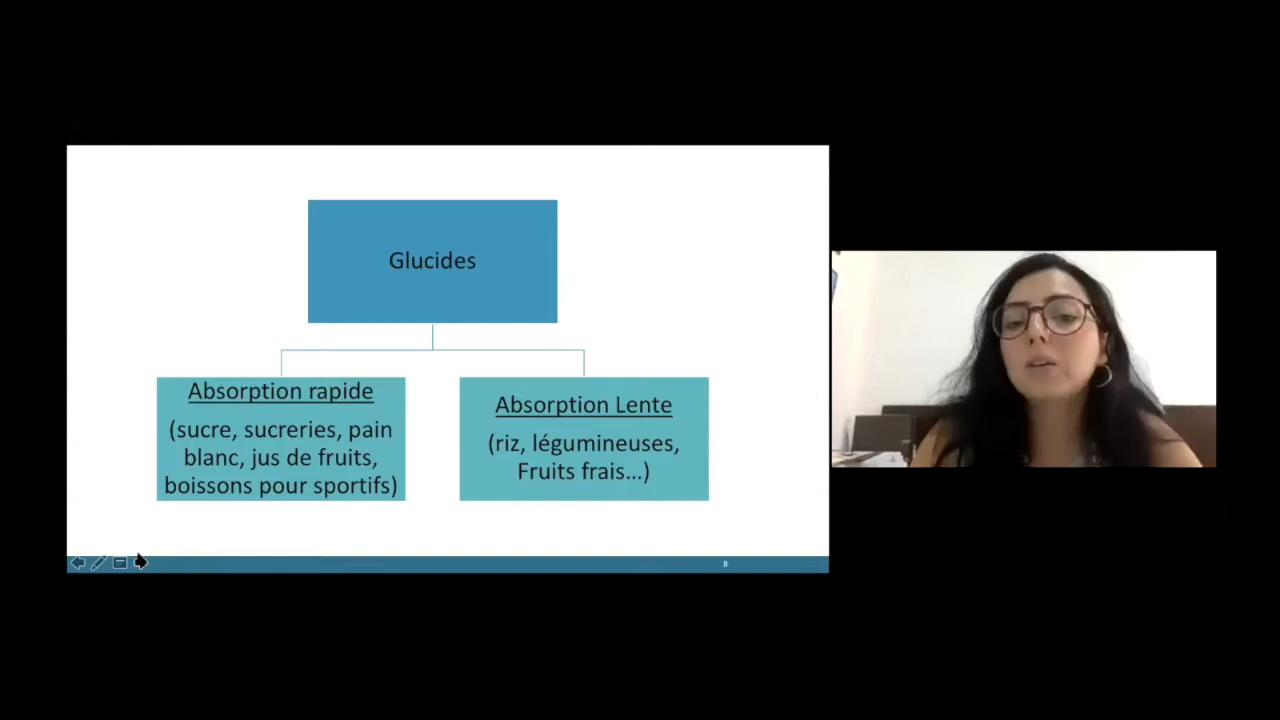 Glucides
Absorption rapide
(sucre, sucreries, pain
blanc, jus de fruits,
boissons pour sportifs)
Absorption Lente
(riz, légumineuses,
Fruits frais...)
8